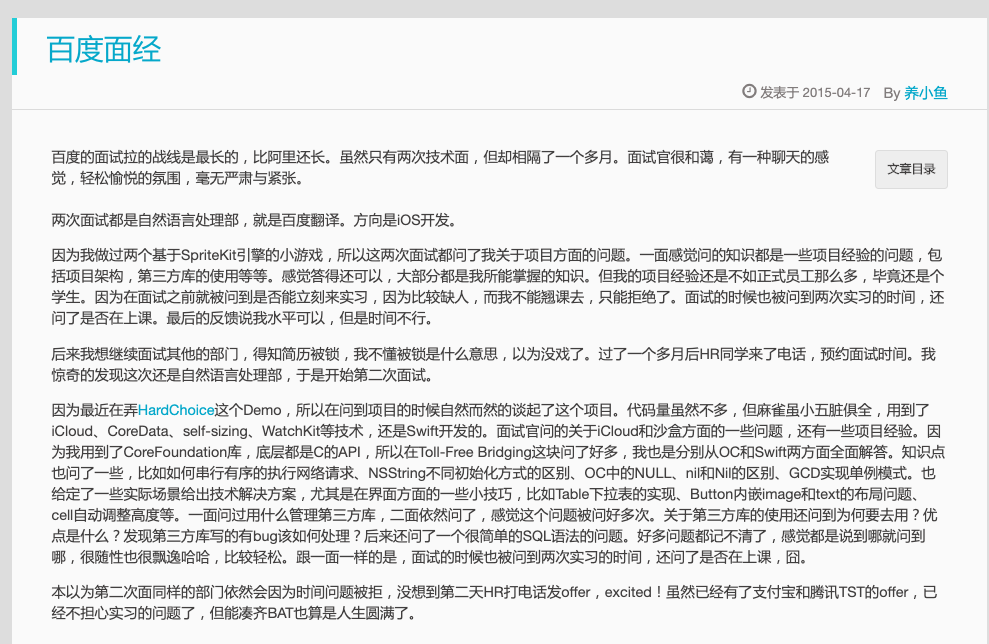 百度面经
发表于 2015-04-17 By 养小鱼
百度的面试拉的战线是最长的，比阿里还长。虽然只有两次技术面，但却相隔了一个多月。面试官很和蔼，有一种聊天的感
觉，轻松愉悦的氛围，毫无严肃与紧张。
文章目录
两次面试都是自然语言处理部，就是百度翻译。方向是iOS开发。
因为我做过两个基于SpriteKit引擎的小游戏，所以这两次面试都问了我关于项目方面的问题。一面感觉问的知识都是一些项目经验的问题，包
括项目架构，第三方库的使用等等。感觉答得还可以，大部分都是我所能掌握的知识。但我的项目经验还是不如正式员工那么多，毕竟还是个
学生。因为在面试之前就被问到是否能立刻来实习，因为比较缺人，而我不能翘课去，只能拒绝了。面试的时候也被问到两次实习的时间，还
问了是否在上课。最后的反馈说我水平可以，但是时间不行。
后来我想继续面试其他的部门，得知简历被锁，我不懂被锁是什么意思，以为没戏了。过了一个多月后HR同学来了电话，预约面试时间。我
惊奇的发现这次还是自然语言处理部，于是开始第二次面试。
因为最近在弄HardChoice这个Demo，所以在问到项目的时候自然而然的谈起了这个项目。代码量虽然不多，但麻雀虽小五脏俱全，用到了
iCloud、CoreData、self-sizing、WatchKit等技术，还是Swift开发的。面试官问的关于iCloud和沙盒方面的一些问题，还有一些项目经验。因
为我用到了CoreFoundation库，底层都是C的API，所以在Toll-Free Bridging这块问了好多，我也是分别从OC和Swift两方面全面解答。知识点
也问了一些，比如如何串行有序的执行网络请求、NSString不同初始化方式的区别、OC中的NULL、nil和Nil的区别、GCD实现单例模式。也
给定了一些实际场景给出技术解决方案，尤其是在界面方面的一些小技巧，比如Table下拉表的实现、Button内嵌image和text的布局问题、
cell自动调整高度等。一面问过用什么管理第三方库，二面依然问了，感觉这个问题被问好多次。关于第三方库的使用还问到为何要去用？优
点是什么？发现第三方库写的有bug该如何处理？后来还问了一个很简单的SQL语法的问题。好多问题都记不清了，感觉都是说到哪就问到
哪，很随性也很飘逸哈哈，比较轻松。跟一面一样的是，面试的时候也被问到两次实习的时间，还问了是否在上课，囧。
本以为第二次面同样的部门依然会因为时间问题被拒，没想到第二天HR打电话发offer，excited！虽然已经有了支付宝和腾讯TST的offer，已
经不担心实习的问题了，但能凑齐BAT也算是人生圆满了。